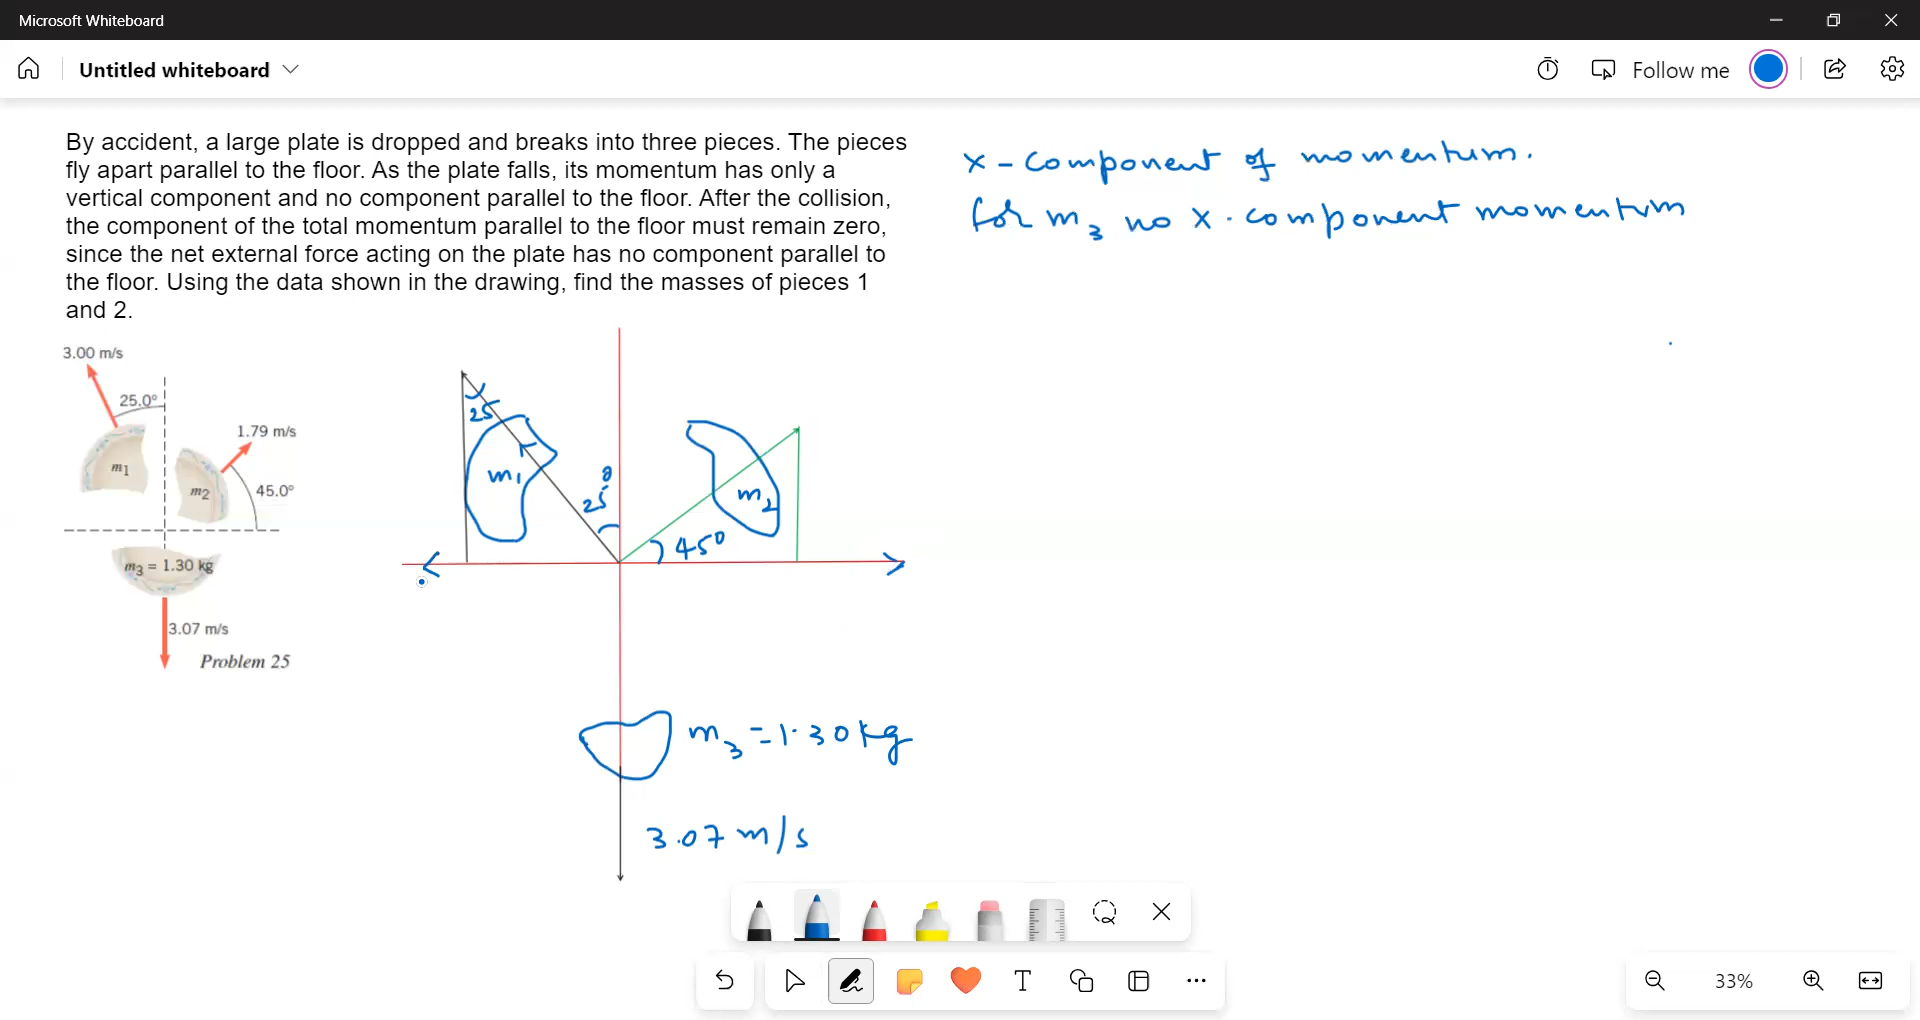 Microsoft Whiteboard
Untitled whiteboard
Follow me
By accident, a large plate is dropped and breaks into three pieces. The pieces
fly apart parallel to the floor. As the plate falls, its momentum has only a
vertical component and no component parallel to the floor. After the collision,
the component of the total momentum parallel to the floor must remain zero,
since the net external force acting on the plate has no component parallel to
the floor. Using the data shown in the drawing, find the masses of pieces 1
and 2.
x - component of momentum.
for m3 no x - component momentum
3.00 m/s
25.0°
1.79 m/s
m1
m2
45.0°
m3 = 1.30 kg
3.07 m/s
Problem 25
25
m1
25°
m2
45°
m3 = 1.30 kg
3.07 m/s
33%